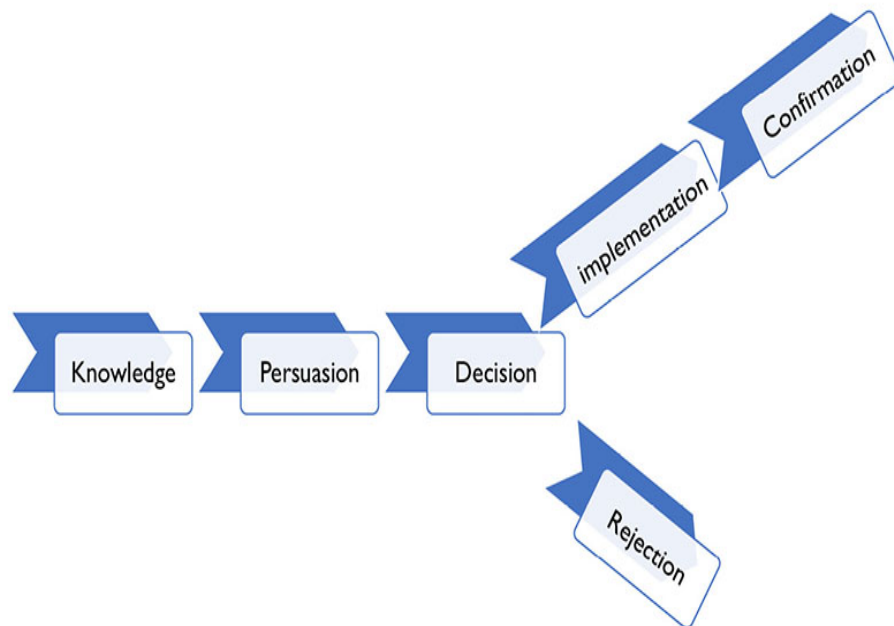 Knowledge
Persuasion
Decision
implementation
Confirmation
Rejection